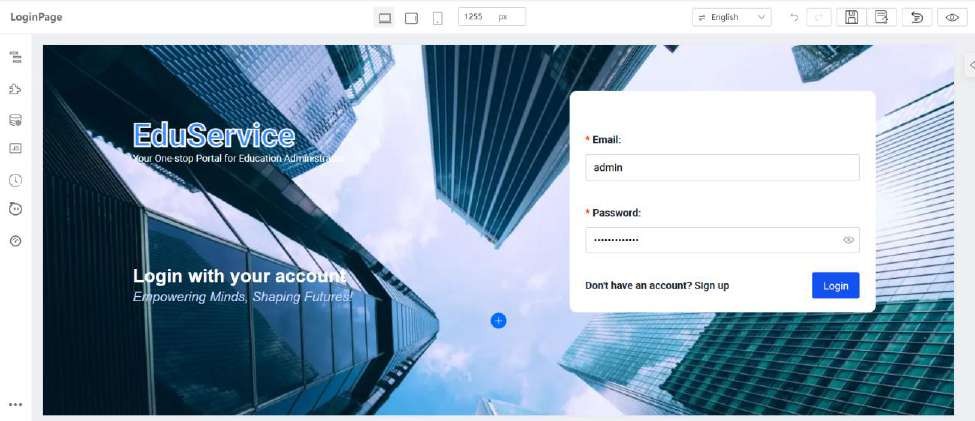 LoginPage
1255 px
English
EduService
Your One-stop Portal for Education Administration
Login with your account
Empowering Minds, Shaping Futures!
* Email:
admin
* Password:
•••••••••••••
Don't have an account? Sign up
Login
JS